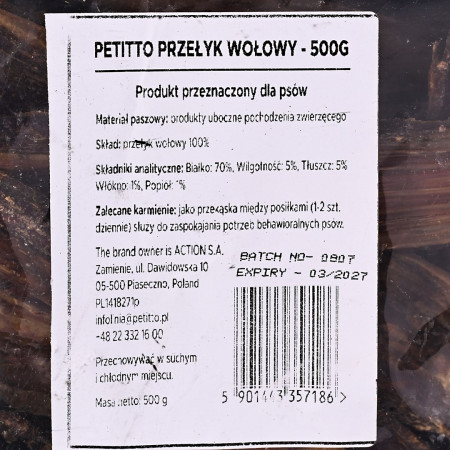 PETITTO PRZEŁYK WOŁOWY - 500G
Produkt przeznaczony dla psów
Materiał paszowy: produkty uboczne pochodzenia zwierzęcego
Skład: przełyk wołowy 100%
Składniki analityczne: Białko: 70%, Wilgotność: 5%, Tłuszcz: 5%
Włókno: 1%, Popiół: 1%
Zalecane karmienie: jako przekąska między posiłkami (1-2 szt.
dziennie) służy do zaspokajania potrzeb behawioralnych psów.
The brand owner is ACTION S.A.
Zamienie, ul. Dawidowska 10
05-500 Piaseczno, Poland
PL1418271p
infolinia@petitto.pl
+48 22 332 16 00
BATCH NO- 0907
EXPIRY - 03/2027
Przechowywać w suchym
i chłodnym miejscu.
Masa netto: 500 g
5 901443 357186 >